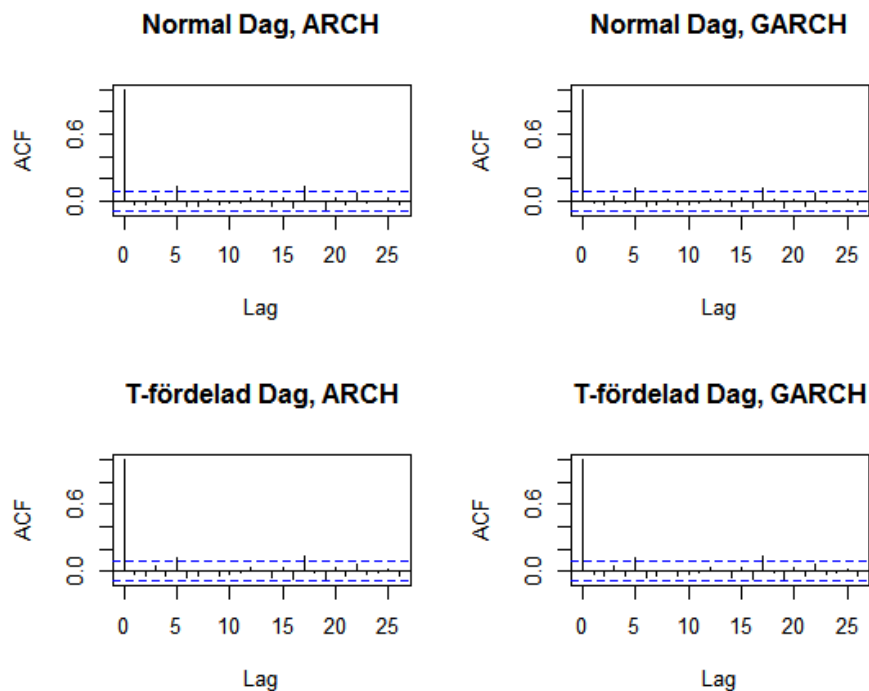 Normal Dag, ARCH
ACF
0.0 0.6
0 5 10 15 20 25
Lag
Normal Dag, GARCH
ACF
0.0 0.6
0 5 10 15 20 25
Lag
T-fördelad Dag, ARCH
ACF
0.0 0.6
0 5 10 15 20 25
Lag
T-fördelad Dag, GARCH
ACF
0.0 0.6
0 5 10 15 20 25
Lag